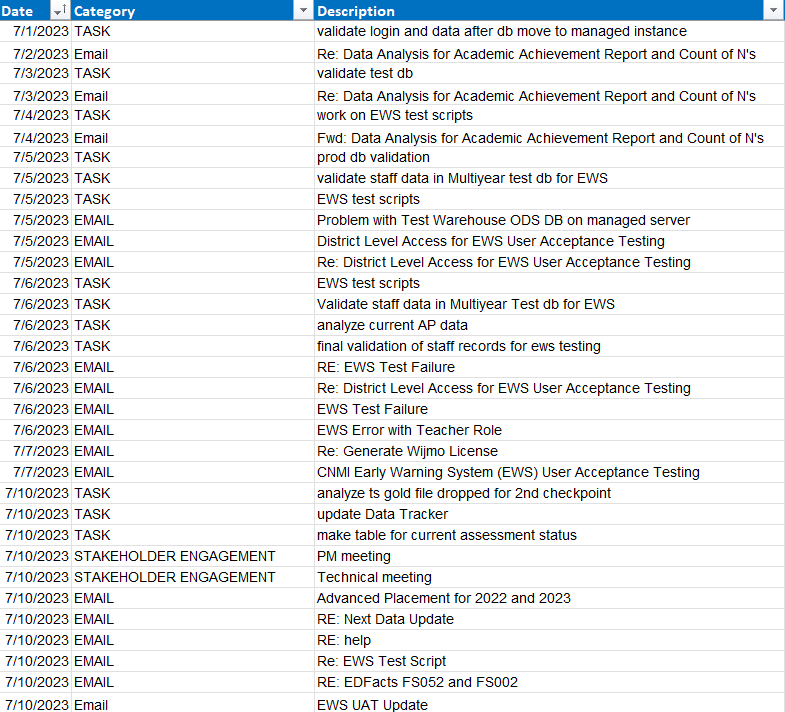 Date Category Description
7/1/2023 TASK validate login and data after db move to managed instance
7/2/2023 Email Re: Data Analysis for Academic Achievement Report and Count of N's
7/3/2023 TASK validate test db
7/3/2023 Email Re: Data Analysis for Academic Achievement Report and Count of N's
7/4/2023 TASK work on EWS test scripts
7/4/2023 Email Fwd: Data Analysis for Academic Achievement Report and Count of N's
7/5/2023 TASK prod db validation
7/5/2023 TASK validate staff data in Multiyear test db for EWS
7/5/2023 TASK EWS test scripts
7/5/2023 EMAIL Problem with Test Warehouse ODS DB on managed server
7/5/2023 EMAIL District Level Access for EWS User Acceptance Testing
7/5/2023 EMAIL Re: District Level Access for EWS User Acceptance Testing
7/6/2023 TASK EWS test scripts
7/6/2023 TASK Validate staff data in Multiyear Test db for EWS
7/6/2023 TASK analyze current AP data
7/6/2023 TASK final validation of staff records for ews testing
7/6/2023 EMAIL RE: EWS Test Failure
7/6/2023 EMAIL Re: District Level Access for EWS User Acceptance Testing
7/6/2023 EMAIL EWS Test Failure
7/6/2023 EMAIL EWS Error with Teacher Role
7/7/2023 EMAIL Re: Generate Wijmo License
7/7/2023 EMAIL CNMI Early Warning System (EWS) User Acceptance Testing
7/10/2023 TASK analyze ts gold file dropped for 2nd checkpoint
7/10/2023 TASK update Data Tracker
7/10/2023 TASK make table for current assessment status
7/10/2023 STAKEHOLDER ENGAGEMENT PM meeting
7/10/2023 STAKEHOLDER ENGAGEMENT Technical meeting
7/10/2023 EMAIL Advanced Placement for 2022 and 2023
7/10/2023 EMAIL RE: Next Data Update
7/10/2023 EMAIL RE: help
7/10/2023 EMAIL Re: EWS Test Script
7/10/2023 EMAIL RE: EDFacts FS052 and FS002
7/10/2023 Email EWS UAT Update